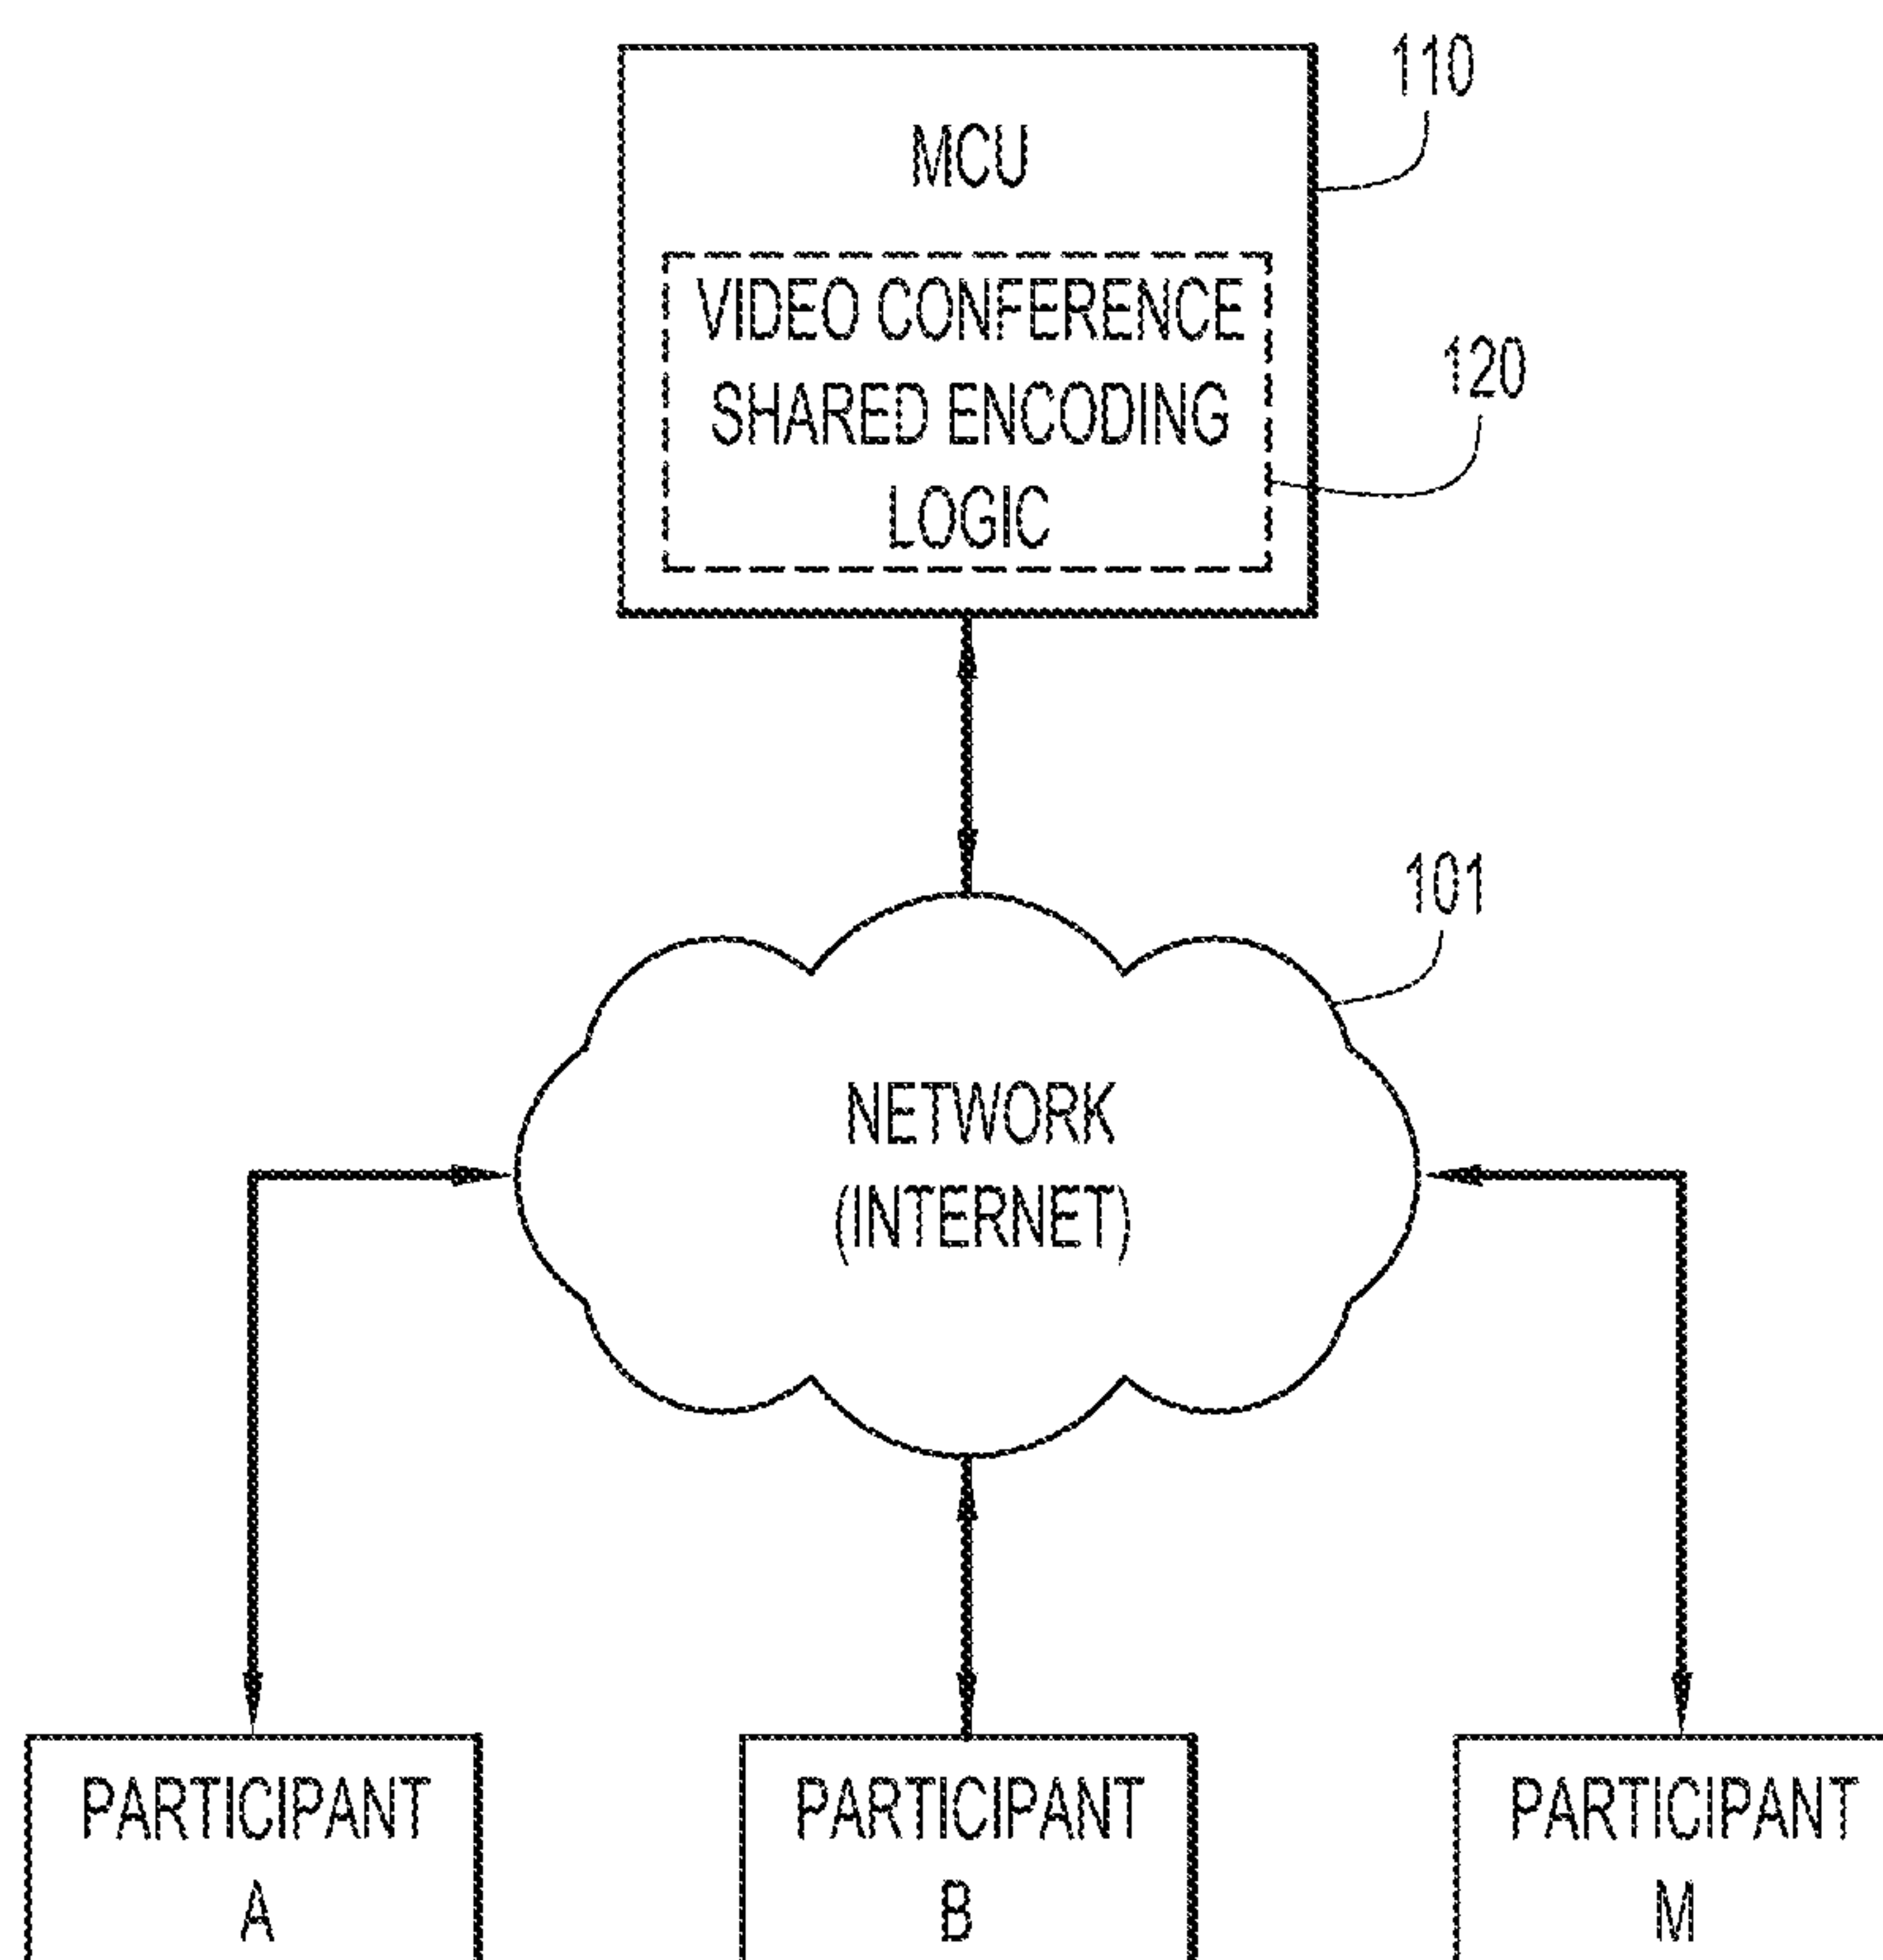 110
MCU
VIDEO CONFERENCE
SHARED ENCODING
LOGIC
120
101
NETWORK
(INTERNET)
PARTICIPANT
A
PARTICIPANT
B
PARTICIPANT
M